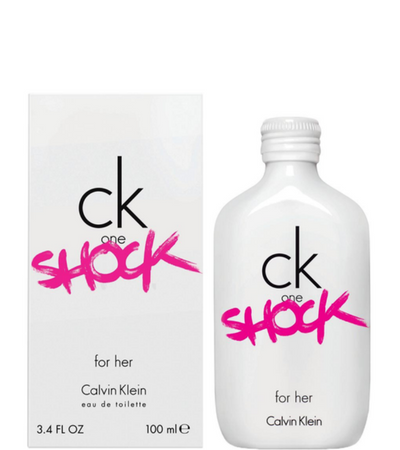 ck
one
SHOCK
for her
Calvin Klein
eau de toilette
3.4 FL OZ 100 ml ℮
ck
one
SHOCK
for her
Calvin Klein